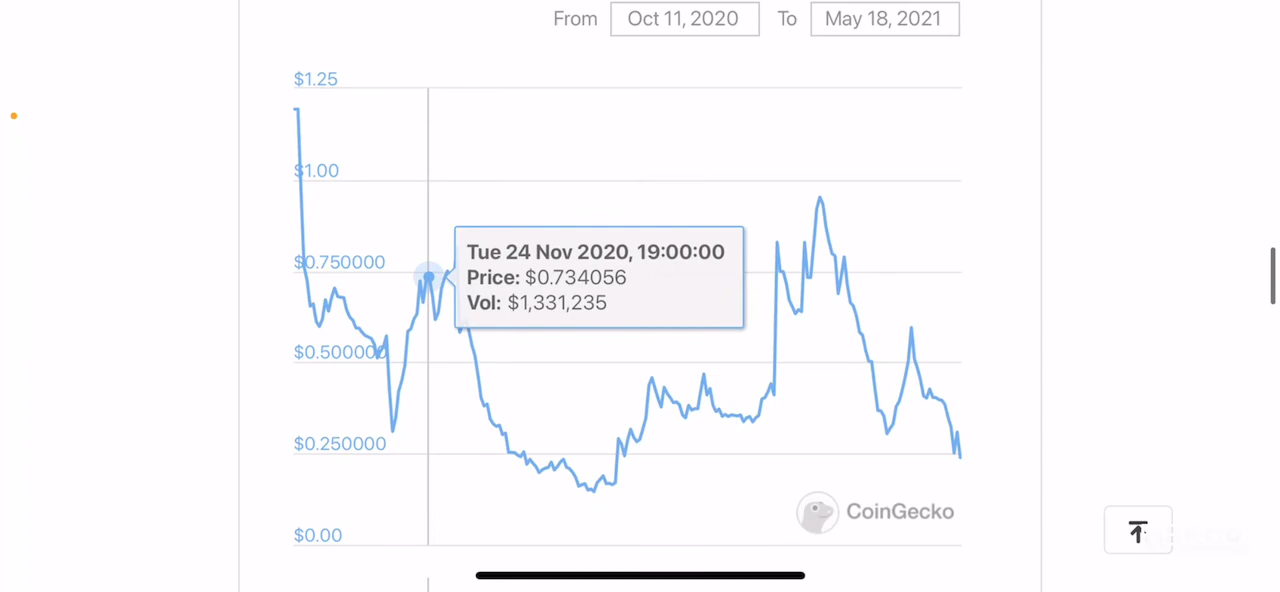 From Oct 11, 2020 To May 18, 2021
$1.25
$1.00
$0.750000
Tue 24 Nov 2020, 19:00:00
Price: $0.734056
Vol: $1,331,235
$0.500000
$0.250000
CoinGecko
$0.00